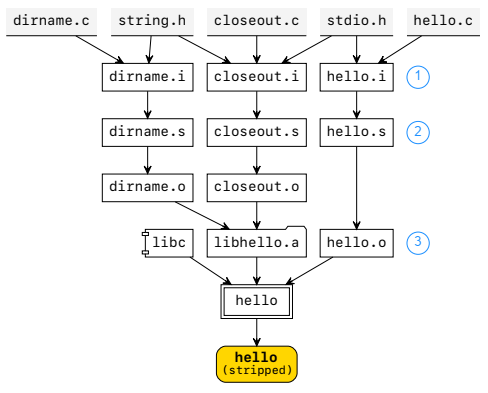 dirname.c string.h closeout.c stdio.h hello.c
dirname.i closeout.i hello.i 1
dirname.s closeout.s hello.s 2
dirname.o closeout.o
libc libhello.a hello.o 3
hello
hello
(stripped)